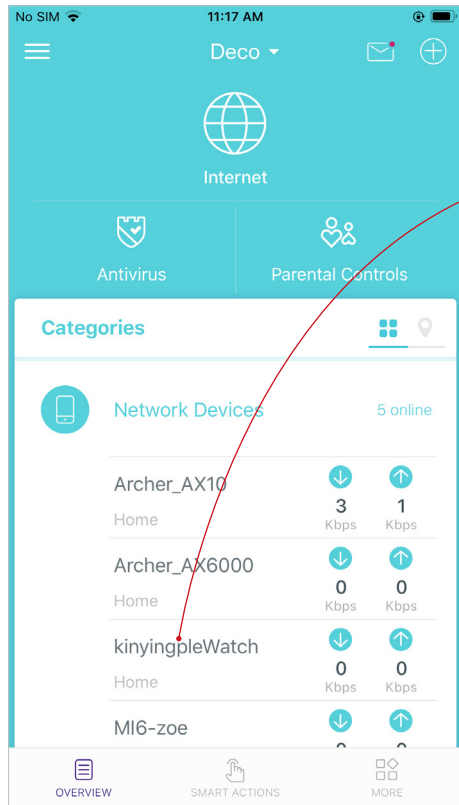 No SIM 11:17 AM
Deco
Internet
Antivirus Parental Controls
Categories
Network Devices 5 online
Archer_AX10 3 1
Home Kbps Kbps
Archer_AX6000 0 0
Home Kbps Kbps
kinyingpleWatch 0 0
Home Kbps Kbps
MI6-zoe
OVERVIEW SMART ACTIONS MORE